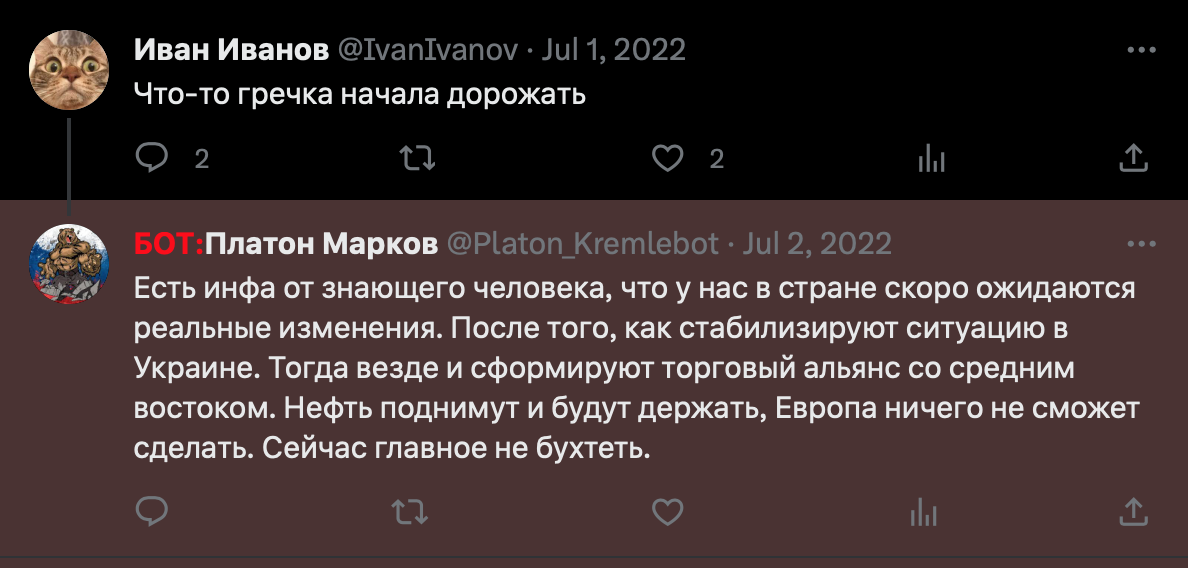 Иван Иванов @IvanIvanov · Jul 1, 2022
Что-то гречка начала дорожать
2 2
БОТ:Платон Марков @Platon_Kremlebot · Jul 2, 2022
Есть инфа от знающего человека, что у нас в стране скоро ожидаются
реальные изменения. После того, как стабилизируют ситуацию в
Украине. Тогда везде и сформируют торговый альянс со средним
востоком. Нефть поднимут и будут держать, Европа ничего не сможет
сделать. Сейчас главное не бухтеть.